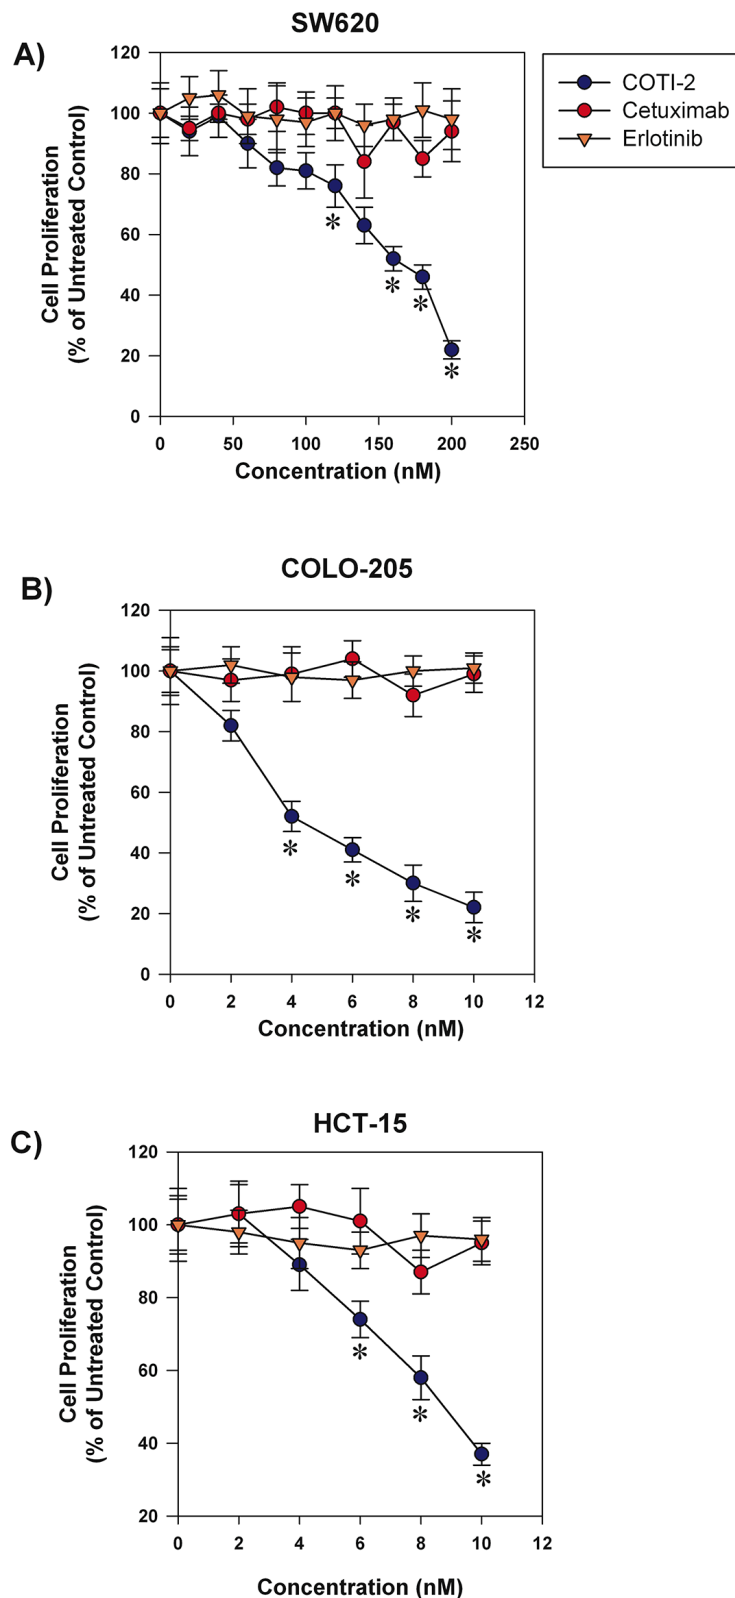 SW620
A)
120
100
80
60
40
20
0
Cell Proliferation
(% of Untreated Control)
*
*
*
*
0 50 100 150 200 250
Concentration (nM)
COTI-2
Cetuximab
Erlotinib
COLO-205
B)
120
100
80
60
40
20
0
Cell Proliferation
(% of Untreated Control)
*
*
*
*
0 2 4 6 8 10 12
Concentration (nM)
HCT-15
C)
120
100
80
60
40
20
Cell Proliferation
(% of Untreated Control)
*
*
*
0 2 4 6 8 10 12
Concentration (nM)